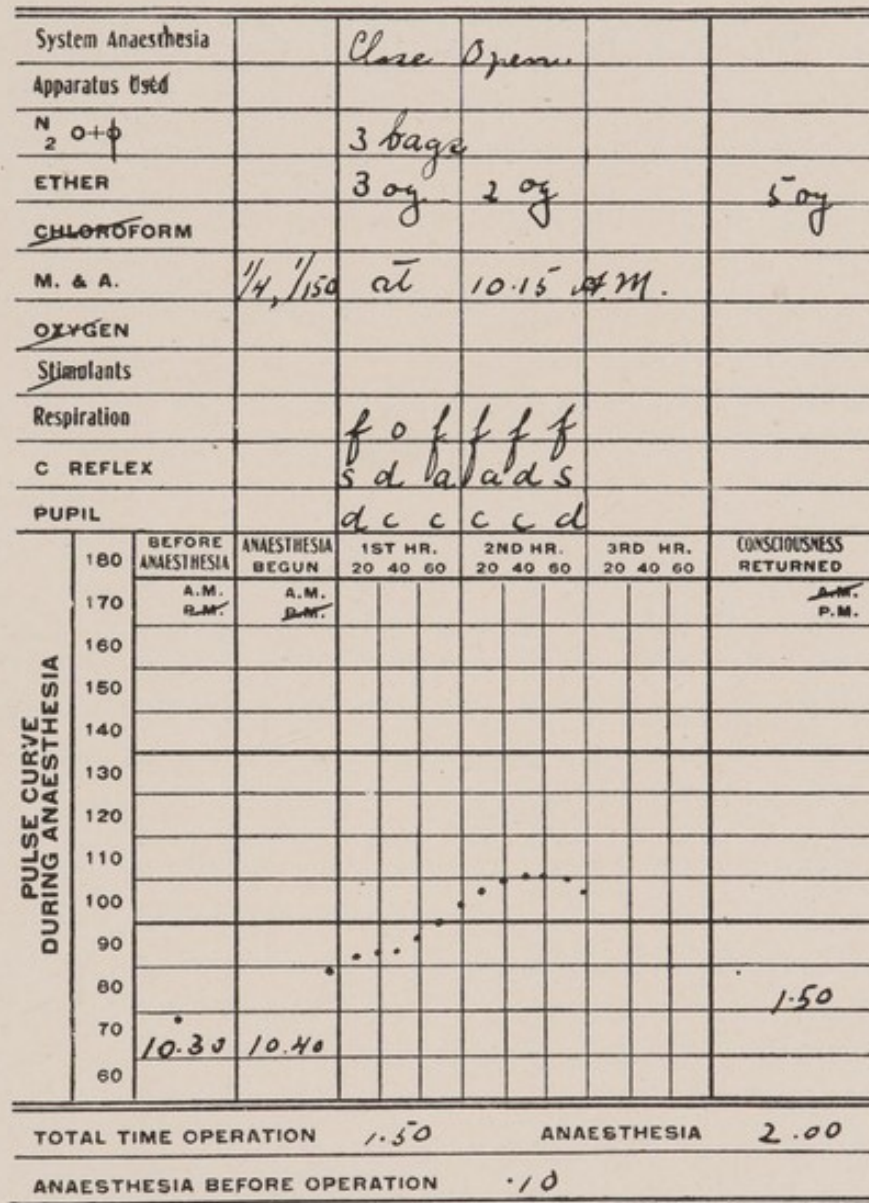 System Anaesthesia Close Open
Apparatus Used
N2 O+O 3 bags
ETHER 3 oz 2 oz 5 oz
CHLOROFORM
M. & A. 1/4, 1/150 at 10.15 A.M.
OXYGEN
Stimulants
Respiration f o f f f f
C REFLEX s d a a d s
PUPIL d c c c c d
PULSE CURVE DURING ANAESTHESIA
180 BEFORE ANAESTHESIA ANAESTHESIA BEGUN 1ST HR. 2ND HR. 3RD HR. CONSCIOUSNESS RETURNED
20 40 60 20 40 60 20 40 60
170 A.M. P.M. A.M. P.M. A.M. P.M.
160
150
140
130
120
110
100
90
80 1.50
70 10.30 10.40
60
TOTAL TIME OPERATION 1.50 ANAESTHESIA 2.00
ANAESTHESIA BEFORE OPERATION .10